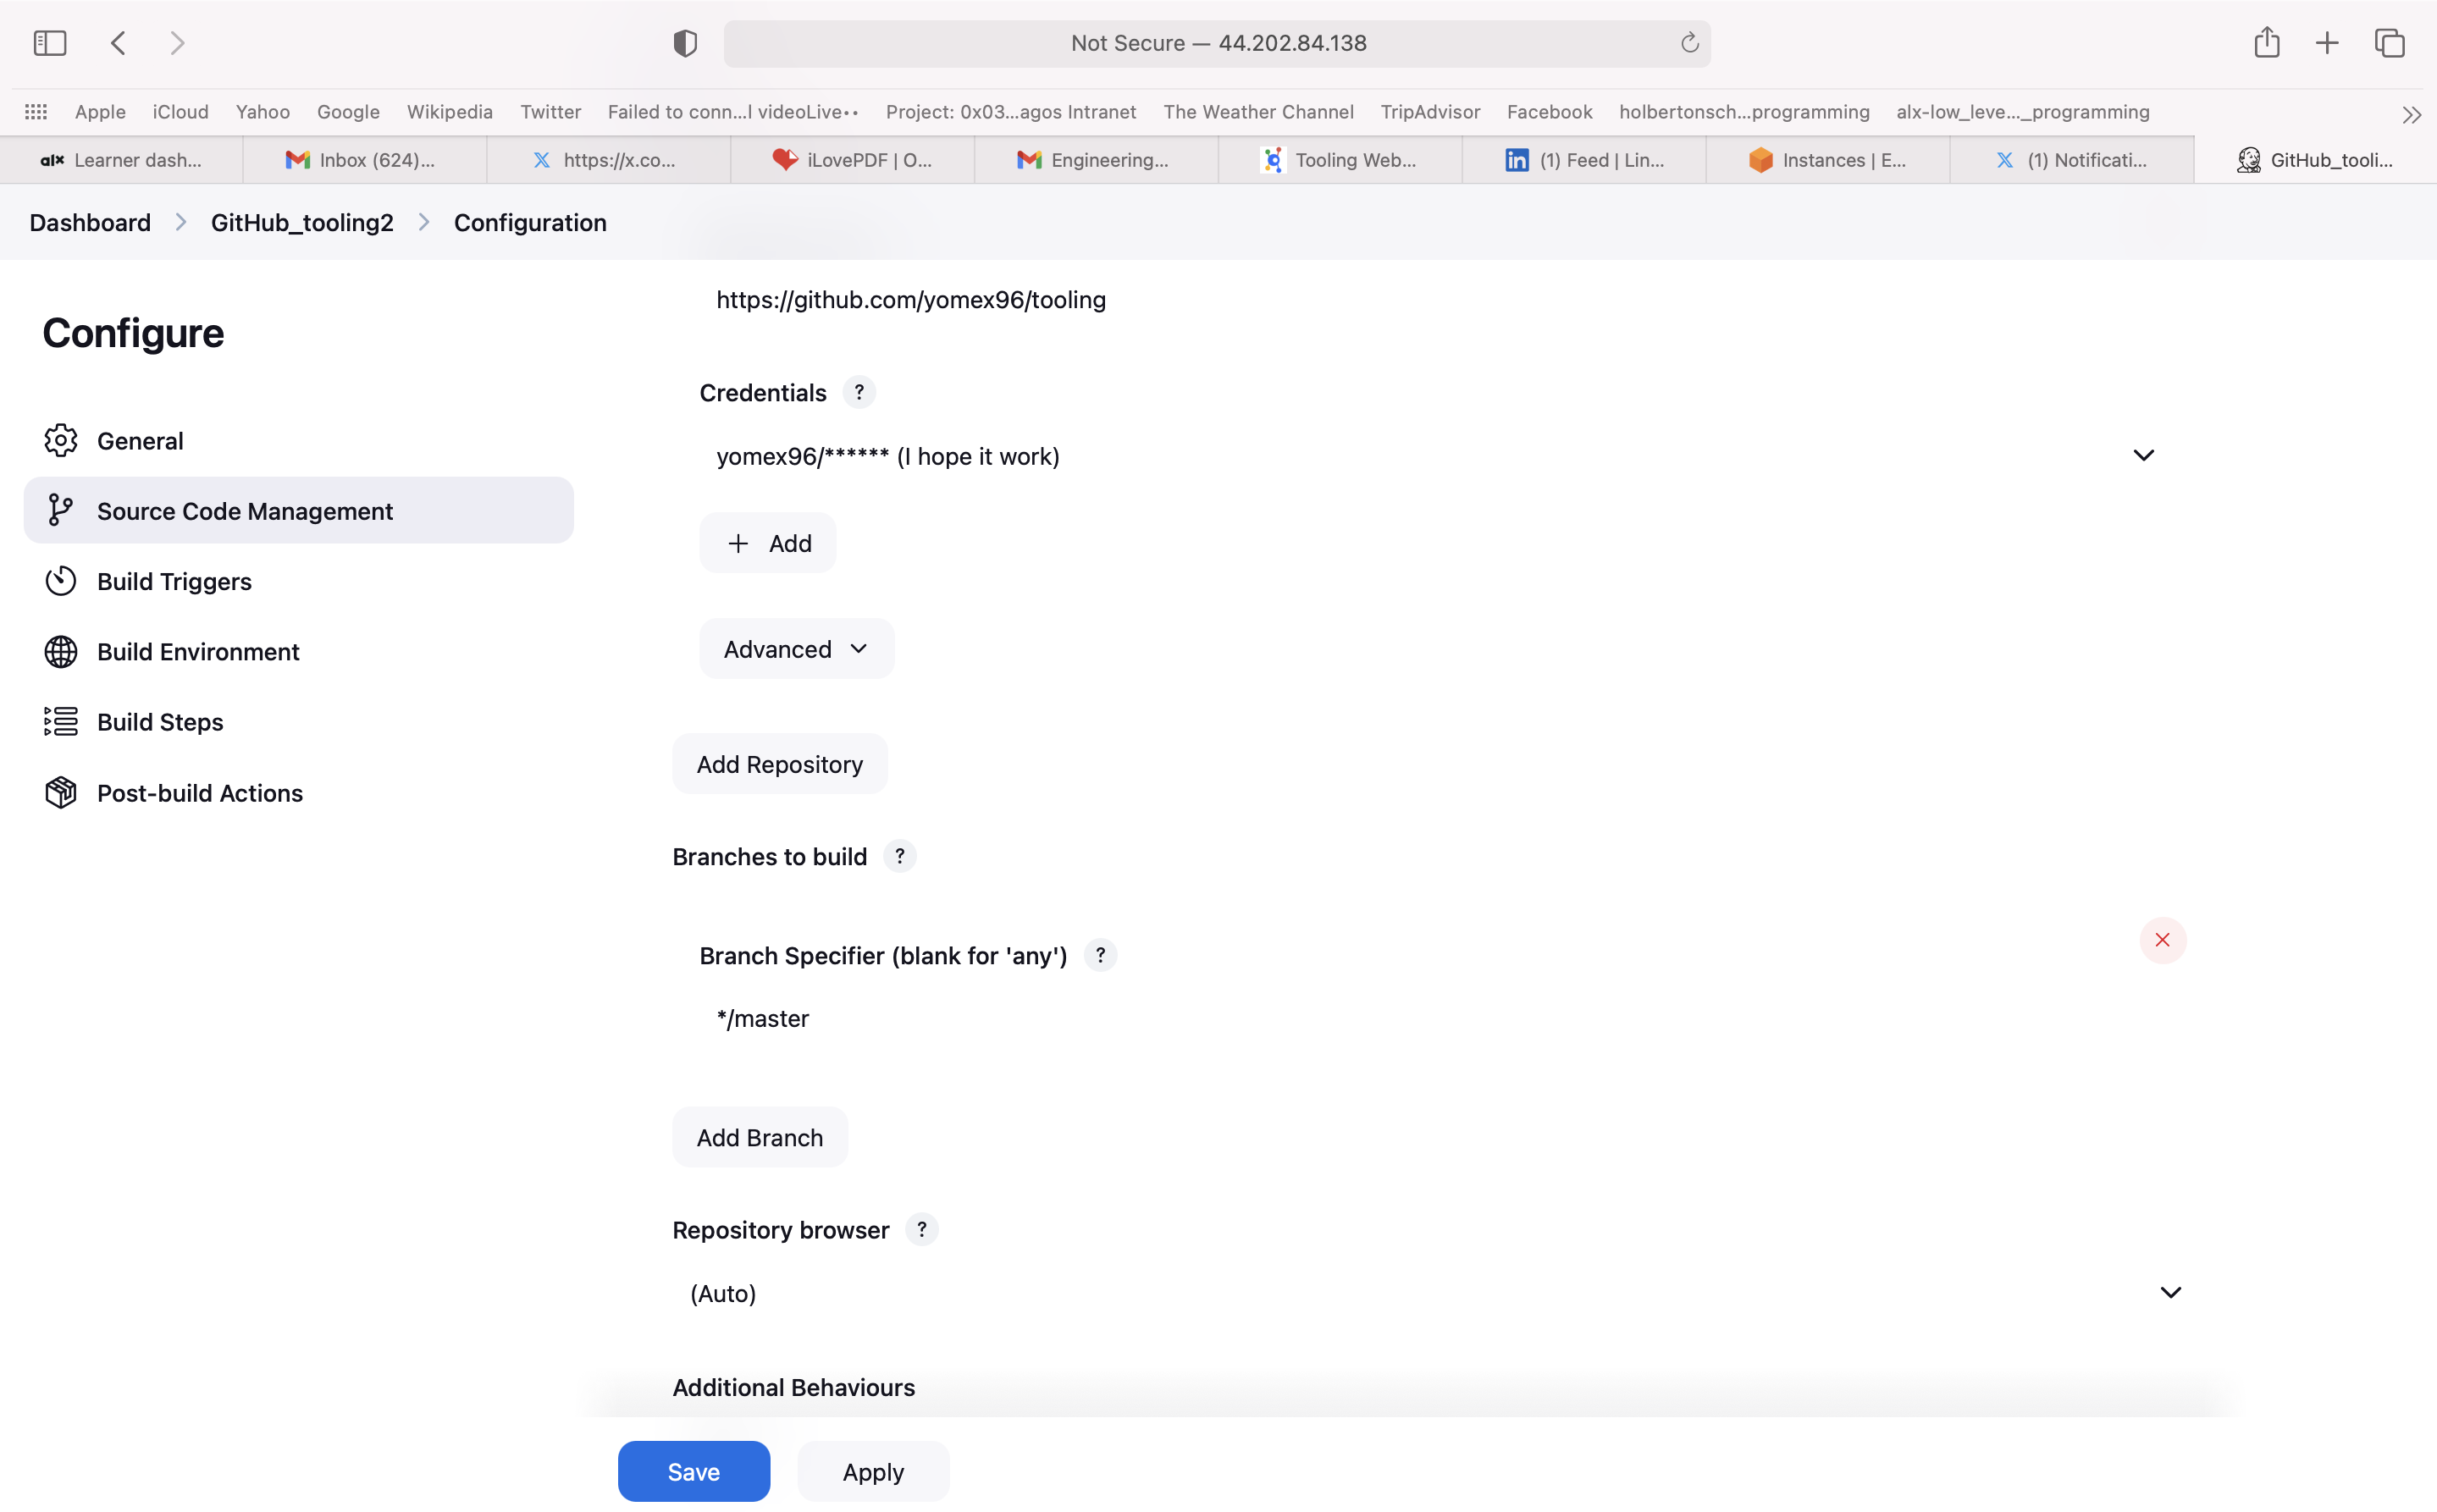 Not Secure — 44.202.84.138
Apple iCloud Yahoo Google Wikipedia Twitter Failed to conn...l videoLive•• Project: 0x03...agos Intranet The Weather Channel TripAdvisor Facebook holbertonsch...programming alx-low_leve..._programming
alx Learner dash... Inbox (624)... https://x.co... iLovePDF | O... Engineering... Tooling Web... in (1) Feed | Lin... Instances | E... (1) Notificati... GitHub_tooli...
Dashboard GitHub_tooling2 Configuration
Configure
General
Source Code Management
Build Triggers
Build Environment
Build Steps
Post-build Actions
https://github.com/yomex96/tooling
Credentials ?
yomex96/****** (I hope it work)
+ Add
Advanced
Add Repository
Branches to build ?
Branch Specifier (blank for 'any') ?
*/master
Add Branch
Repository browser ?
(Auto)
Additional Behaviours
Save Apply